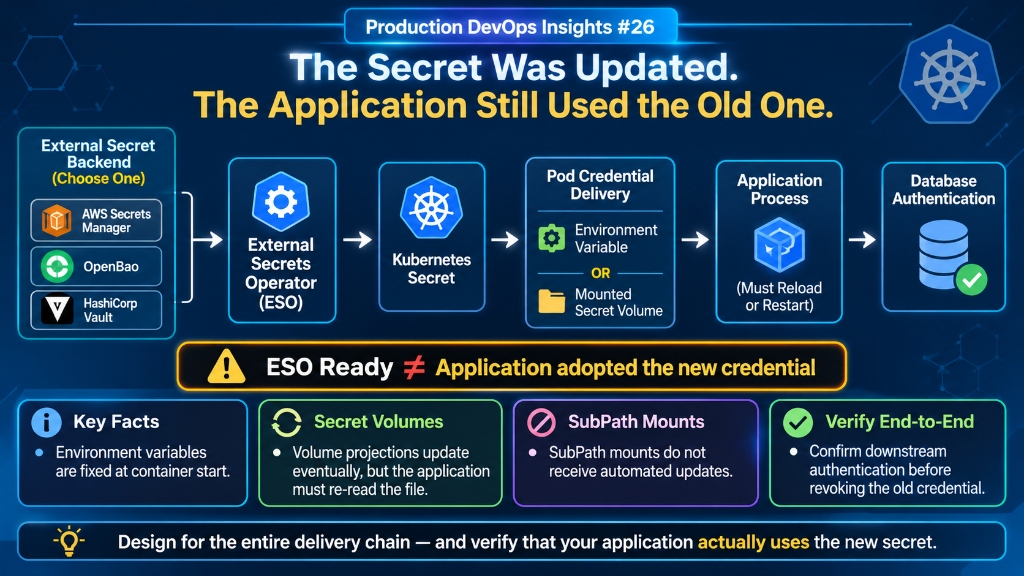 Production DevOps Insights #26
The Secret Was Updated.
The Application Still Used the Old One.
External Secret
Backend
(Choose One)
AWS Secrets
Manager
OpenBao
HashiCorp
Vault
External
Secrets
Operator
(ESO)
Kubernetes
Secret
Pod Credential
Delivery
Environment
Variable
OR
Mounted
Secret Volume
Application
Process
(Must Reload
or Restart)
Database
Authentication
ESO Ready ≠ Application adopted the new credential
Key Facts
• Environment variables
are fixed at container start.
Secret Volumes
• Volume projections update
eventually, but the application
must re-read the file.
SubPath Mounts
• SubPath mounts do not
receive automated updates.
Verify End-to-End
• Confirm downstream
authentication before
revoking the old credential.
Design for the entire delivery chain — and verify that your application actually uses the new secret.